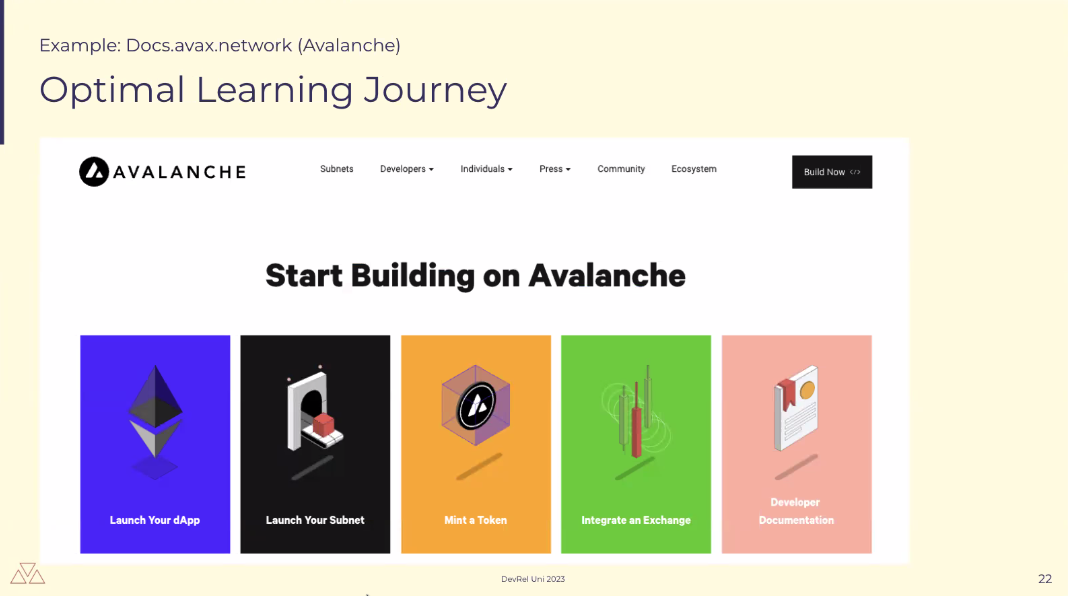 Example: Docs.avax.network (Avalanche)
Optimal Learning Journey
AVALANCHE
Subnets
Developers
Individuals
Press
Community
Ecosystem
Build Now </>
Start Building on Avalanche
Launch Your dApp
Launch Your Subnet
Mint a Token
Integrate an Exchange
Developer
Documentation
DevRel Uni 2023
22